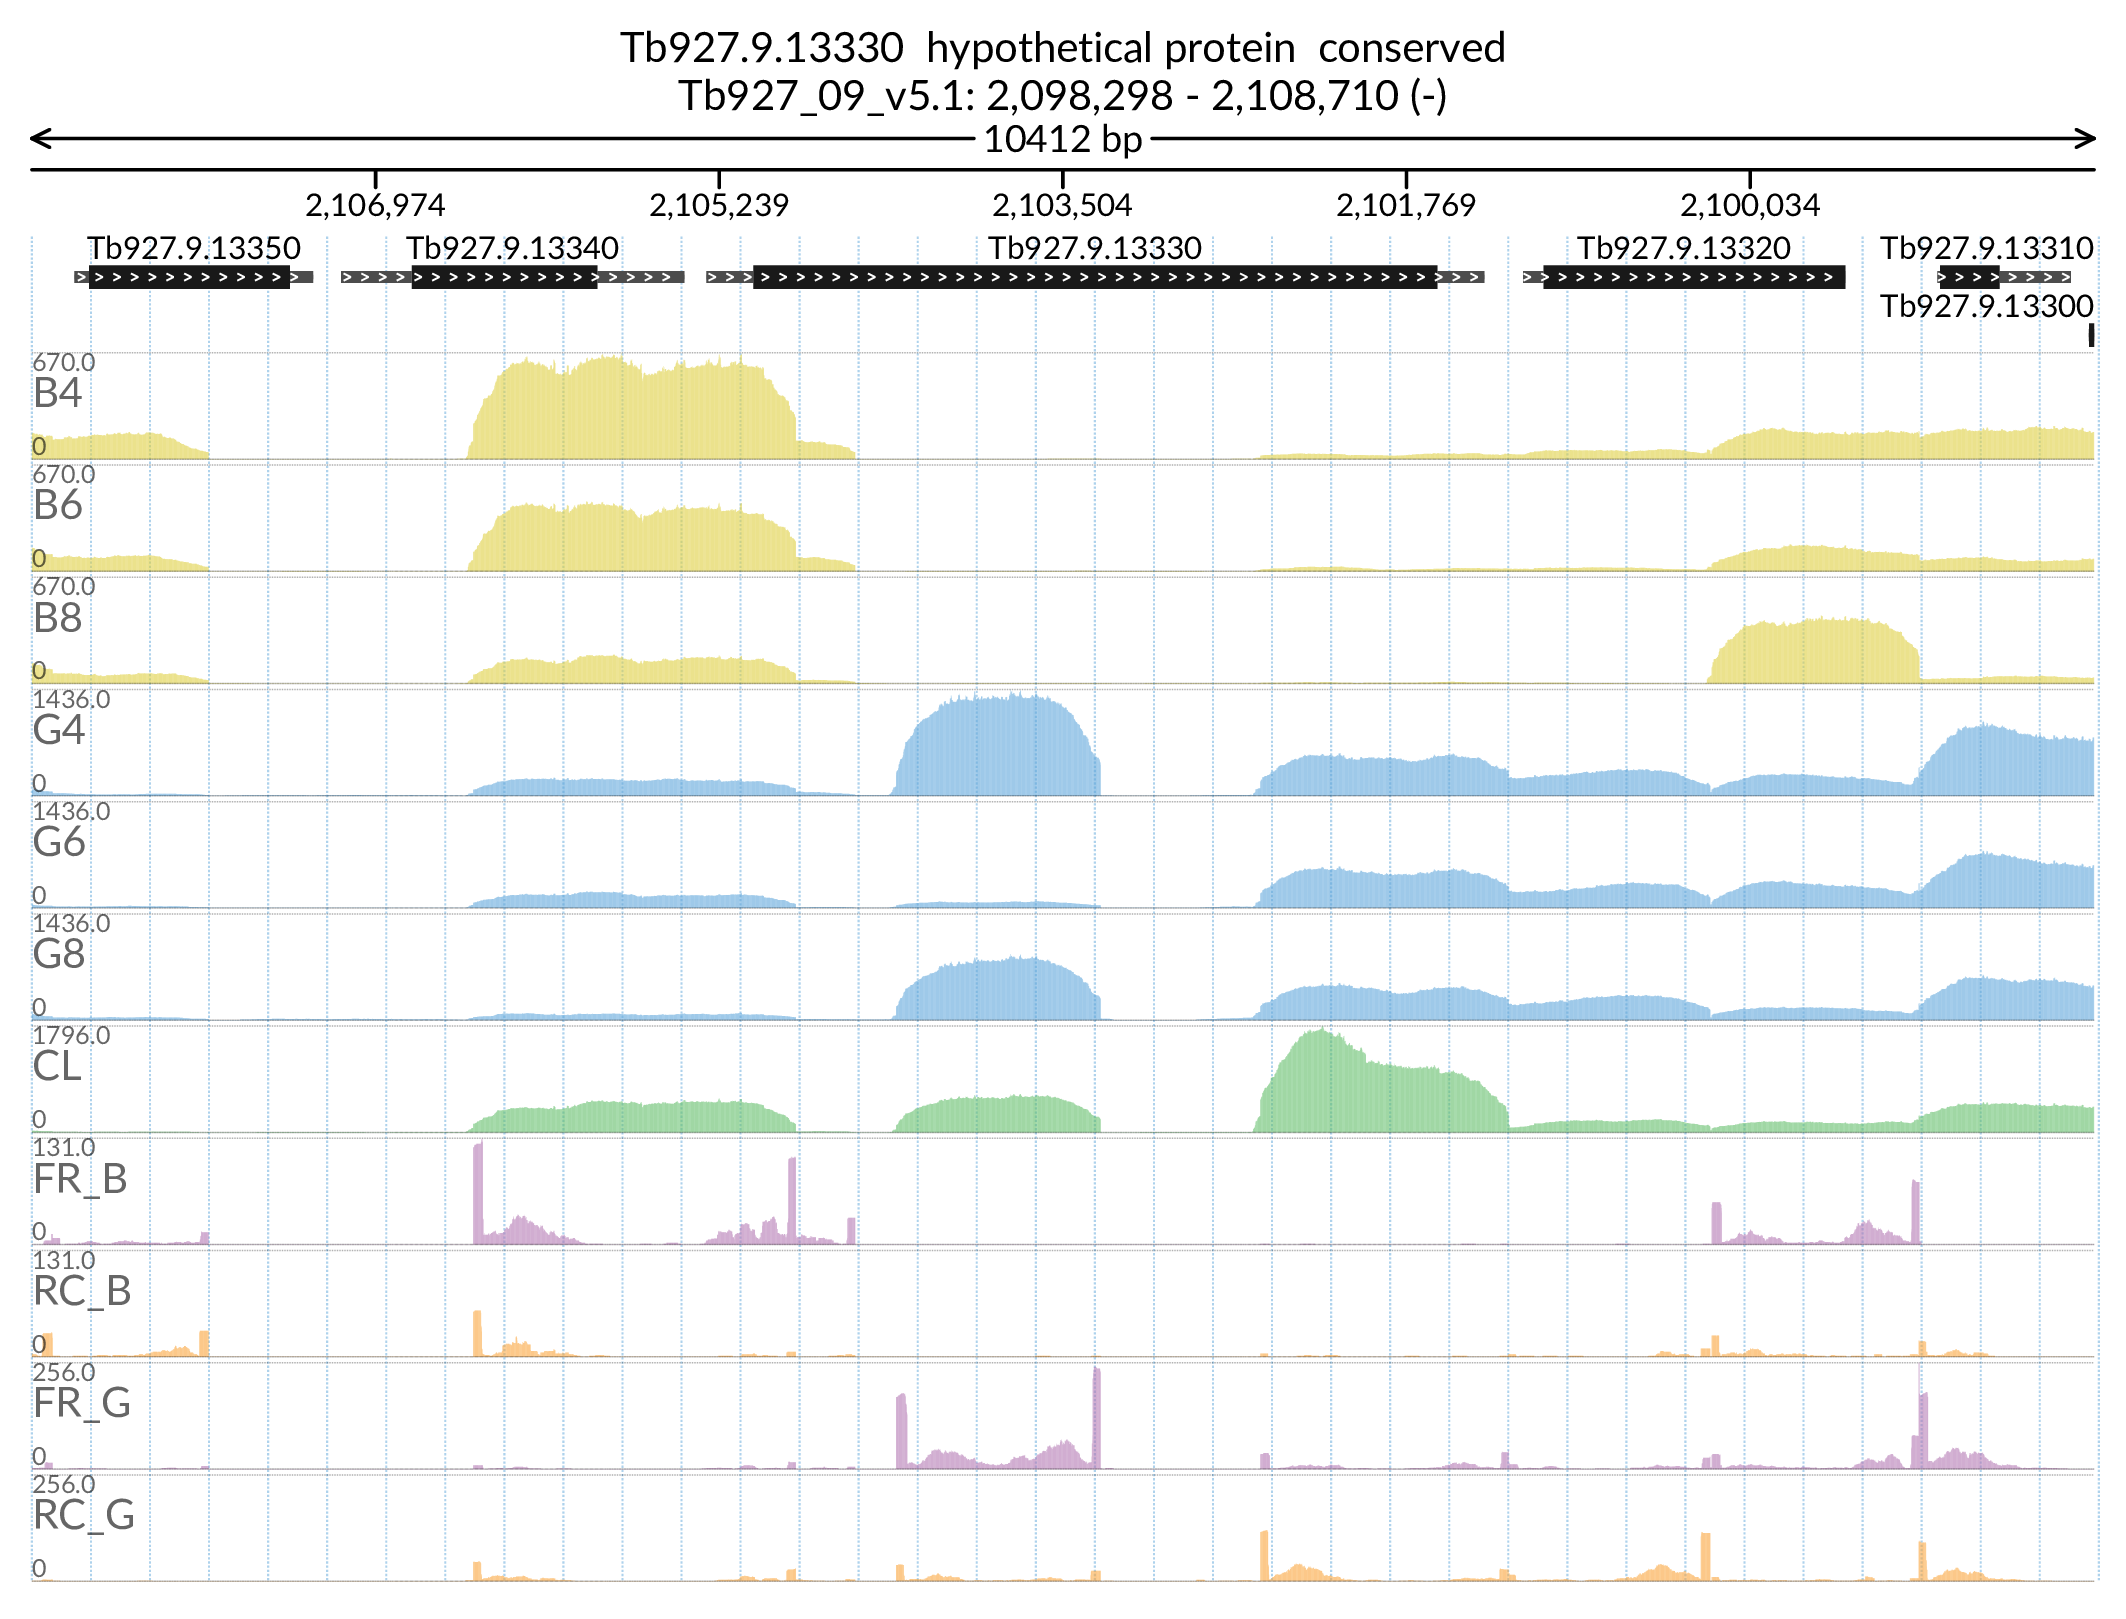 Tb927.9.13330 hypothetical protein conserved
Tb927_09_v5.1: 2,098,298 - 2,108,710 (-)
10412 bp
2,106,974 2,105,239 2,103,504 2,101,769 2,100,034
Tb927.9.13350 Tb927.9.13340 Tb927.9.13330 Tb927.9.13320 Tb927.9.13310
Tb927.9.13300
670.0
B4
0
670.0
B6
0
670.0
B8
0
1436.0
G4
0
1436.0
G6
0
1436.0
G8
0
1796.0
CL
0
131.0
FR_B
0
131.0
RC_B
0
256.0
FR_G
0
256.0
RC_G
0